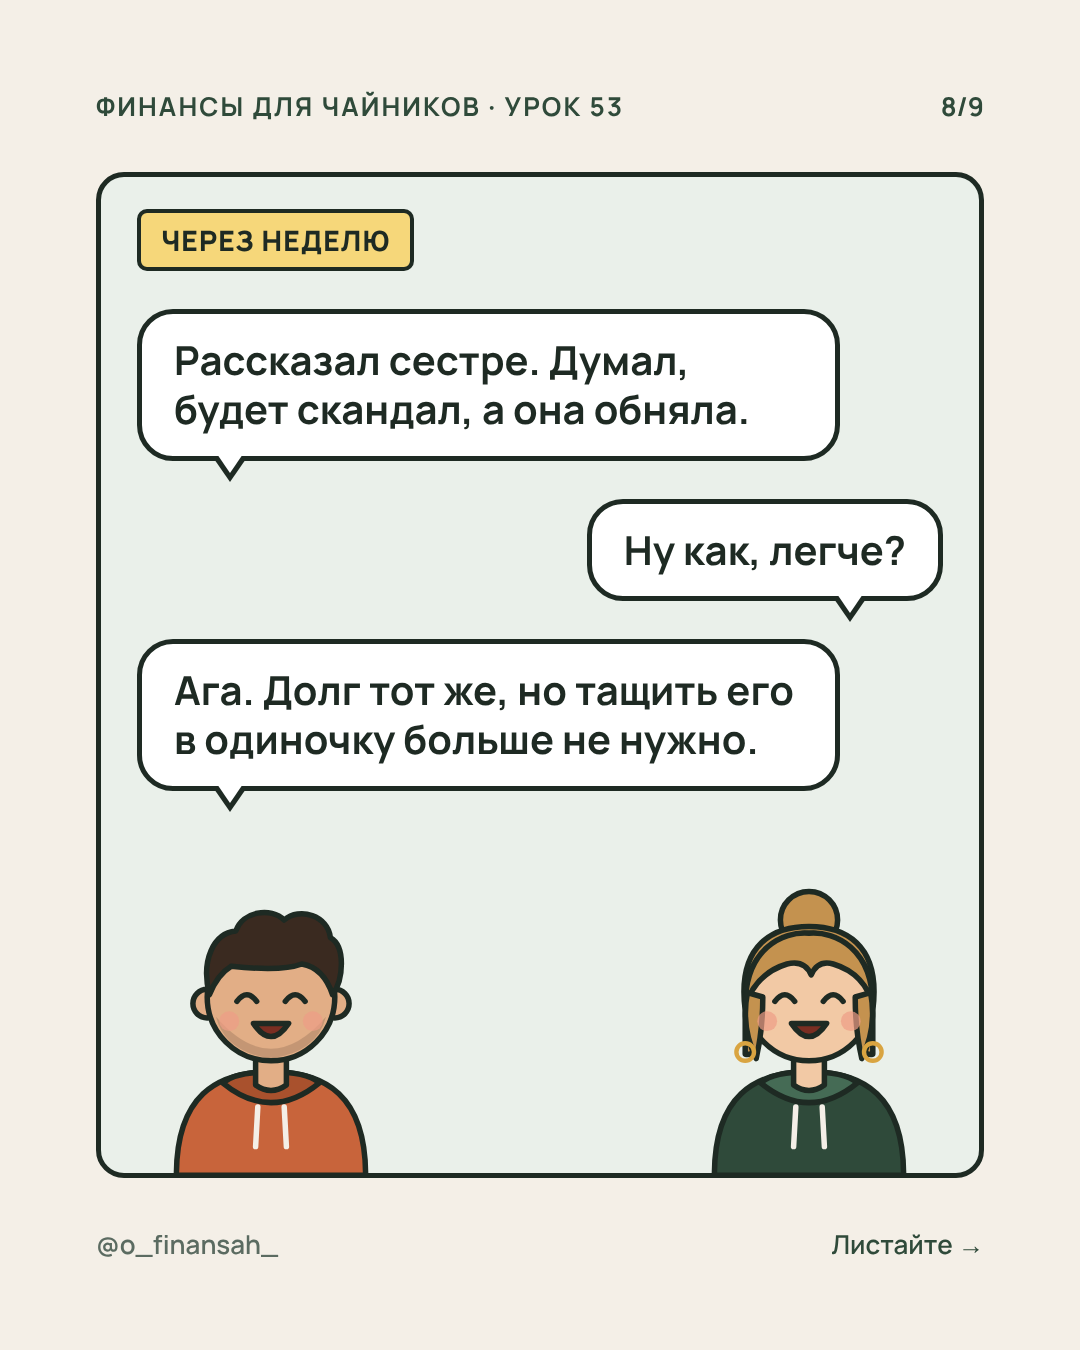 ФИНАНСЫ ДЛЯ ЧАЙНИКОВ · УРОК 53
8/9
ЧЕРЕЗ НЕДЕЛЮ
Рассказал сестре. Думал,
будет скандал, а она обняла.
Ну как, легче?
Ага. Долг тот же, но тащить его
в одиночку больше не нужно.
@o_finansah_
Листайте →